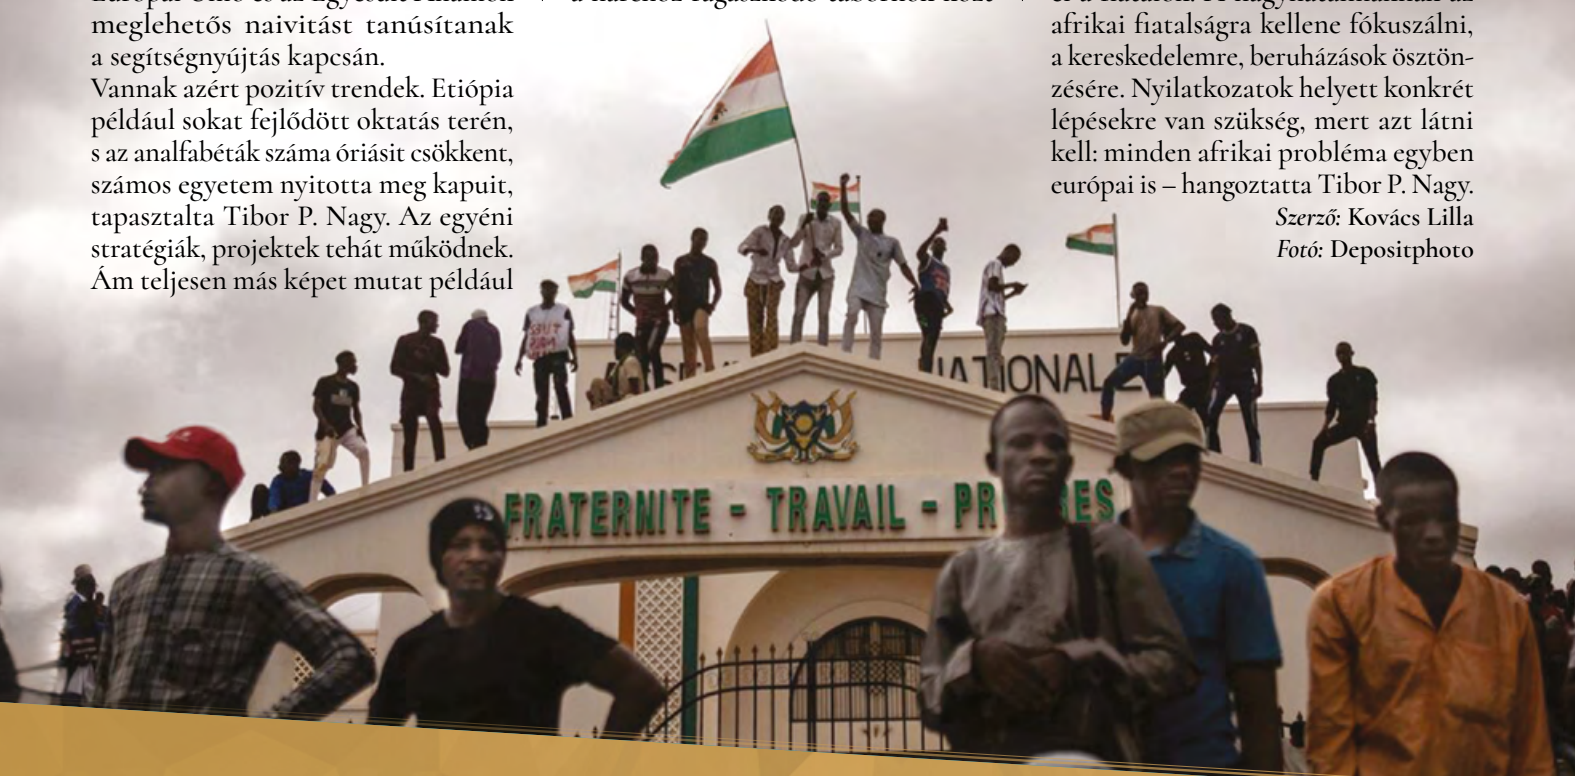 meglehetős naivitást tanúsítanak
a segítségnyújtás kapcsán.
Vannak azért pozitív trendek. Etiópia
például sokat fejlődött oktatás terén,
s az analfabéták száma óriásit csökkent,
számos egyetem nyitotta meg kapuit,
tapasztalta Tibor P. Nagy. Az egyéni
stratégiák, projektek tehát működnek.
Ám teljesen más képet mutat például
afrikai fiatalságra kellene fókuszálni,
a kereskedelemre, beruházások ösztön-
zésére. Nyilatkozatok helyett konkrét
lépésekre van szükség, mert azt látni
kell: minden afrikai probléma egyben
európai is – hangoztatta Tibor P. Nagy.
Szerző: Kovács Lilla
Fotó: Depositphoto
NATIONALE
FRATERNITE - TRAVAIL - PR RES